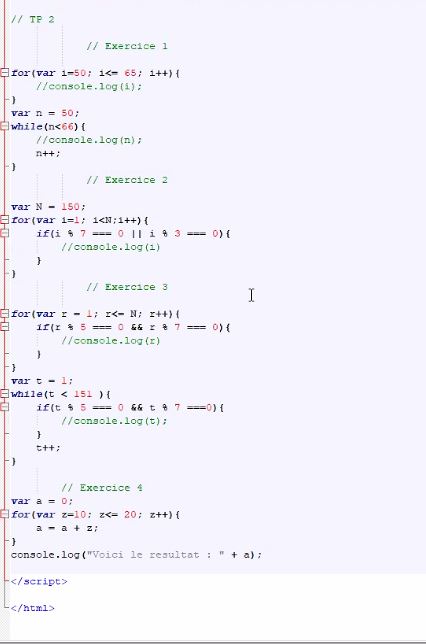 // TP 2
// Exercice 1
for(var i=50; i<= 65; i++){
//console.log(i);
}
var n = 50;
while(n<66){
//console.log(n);
n++;
}
// Exercice 2
var N = 150;
for(var i=1; i<N;i++){
if(i % 7 === 0 || i % 3 === 0){
//console.log(i)
}
}
// Exercice 3
for(var r = 1; r<= N; r++){
if(r % 5 === 0 && r % 7 === 0){
//console.log(r)
}
}
var t = 1;
while(t < 151 ){
if(t % 5 === 0 && t % 7 ===0){
//console.log(t);
}
t++;
}
// Exercice 4
var a = 0;
for(var z=10; z<= 20; z++){
a = a + z;
}
console.log("Voici le resultat : " + a);
</script>
</html>